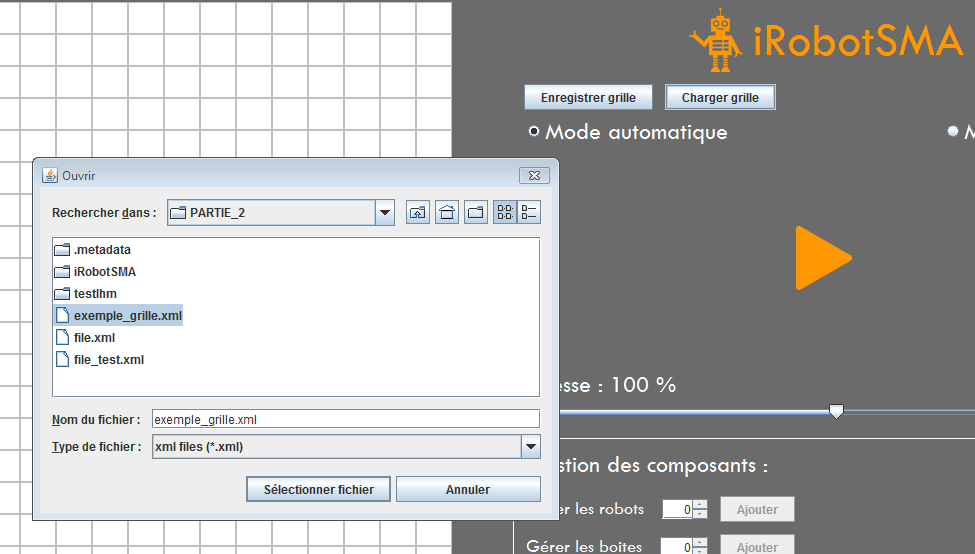 iRobotSMA
Enregistrer grille
Charger grille
Mode automatique
Ouvrir
Rechercher dans :
PARTIE_2
.metadata
iRobotSMA
testIhm
exemple_grille.xml
file.xml
file_test.xml
Nom du fichier :
exemple_grille.xml
Type de fichier :
xml files (*.xml)
Sélectionner fichier
Annuler
esse : 100 %
stion des composants :
er les robots
0
Ajouter
Gérer les boites
0
Ajouter